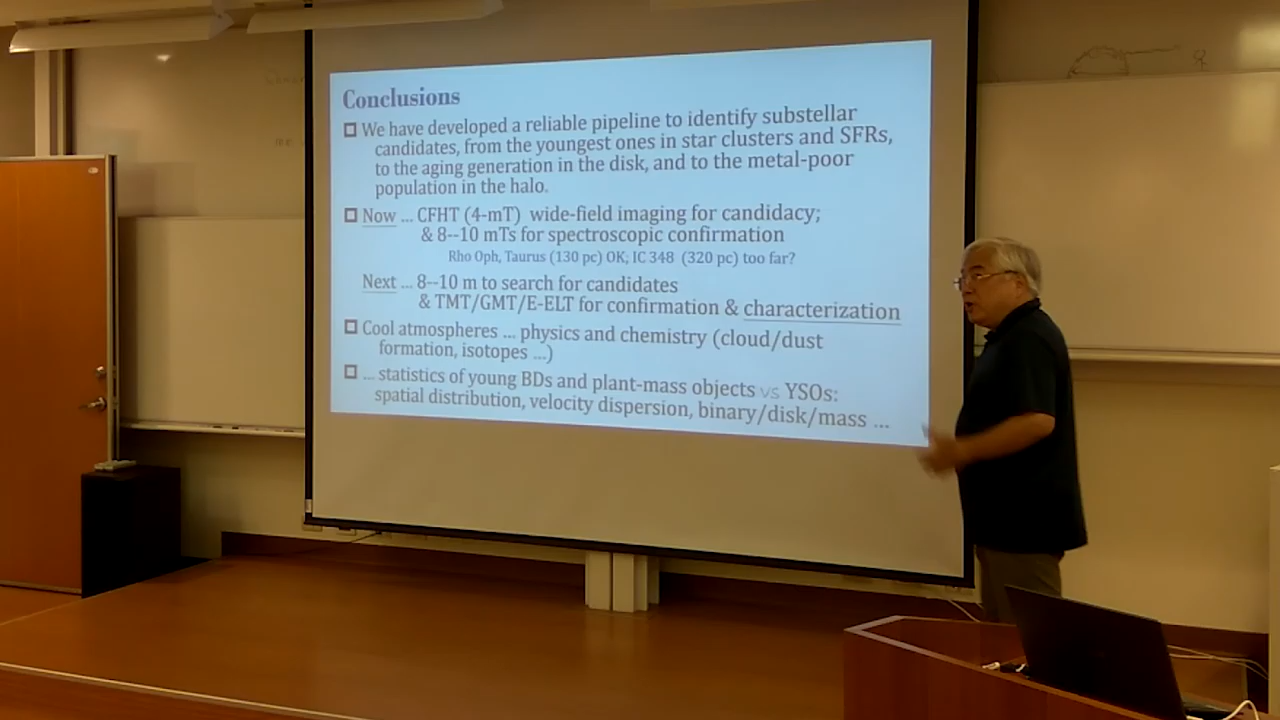 Conclusions
We have developed a reliable pipeline to identify substellar
candidates, from the youngest ones in star clusters and SFRs,
to the aging generation in the disk, and to the metal-poor
population in the halo.
Now ... CFHT (4-mT) wide-field imaging for candidacy;
& 8--10 mTs for spectroscopic confirmation
Rho Oph, Taurus (130 pc) OK; IC 348 (320 pc) too far?
Next ... 8--10 m to search for candidates
& TMT/GMT/E-ELT for confirmation & characterization
Cool atmospheres ... physics and chemistry (cloud/dust
formation, isotopes ...)
... statistics of young BDs and plant-mass objects vs YSOs:
spatial distribution, velocity dispersion, binary/disk/mass ...